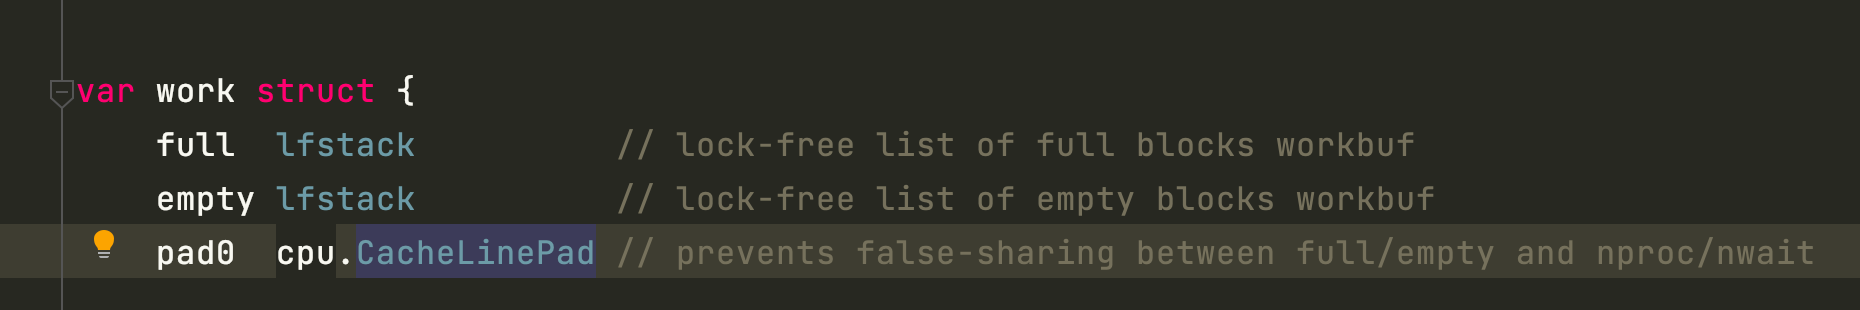 var work struct {
full  lfstack          // lock-free list of full blocks workbuf
empty lfstack          // lock-free list of empty blocks workbuf
pad0  cpu.CacheLinePad // prevents false-sharing between full/empty and nproc/nwait